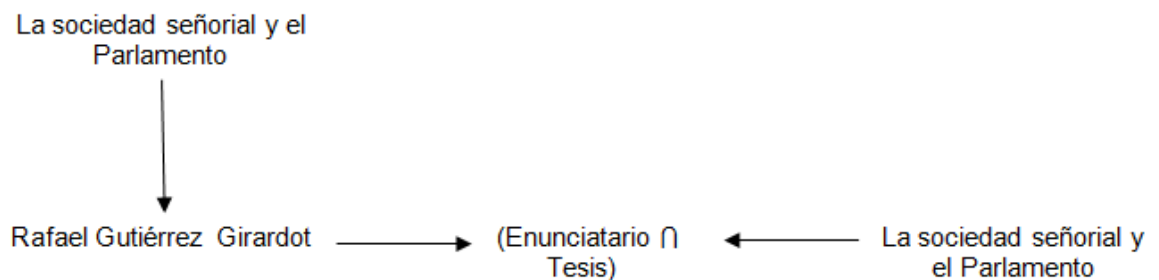 La sociedad señorial y el
Parlamento
Rafael Gutiérrez Girardot
(Enunciatario ∩
Tesis)
La sociedad señorial y
el Parlamento